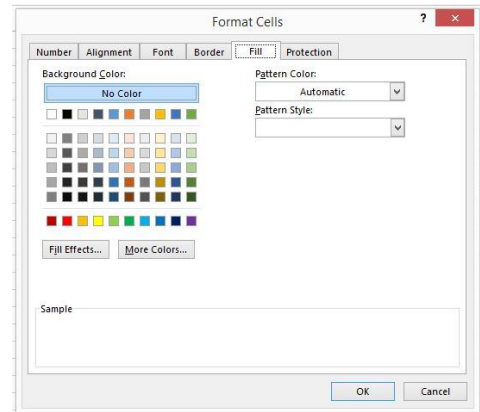 Format Cells
?
Number Alignment Font Border Fill Protection
Background Color:
No Color
Pattern Color:
Automatic
Pattern Style:
Fill Effects...
More Colors...
Sample
OK
Cancel